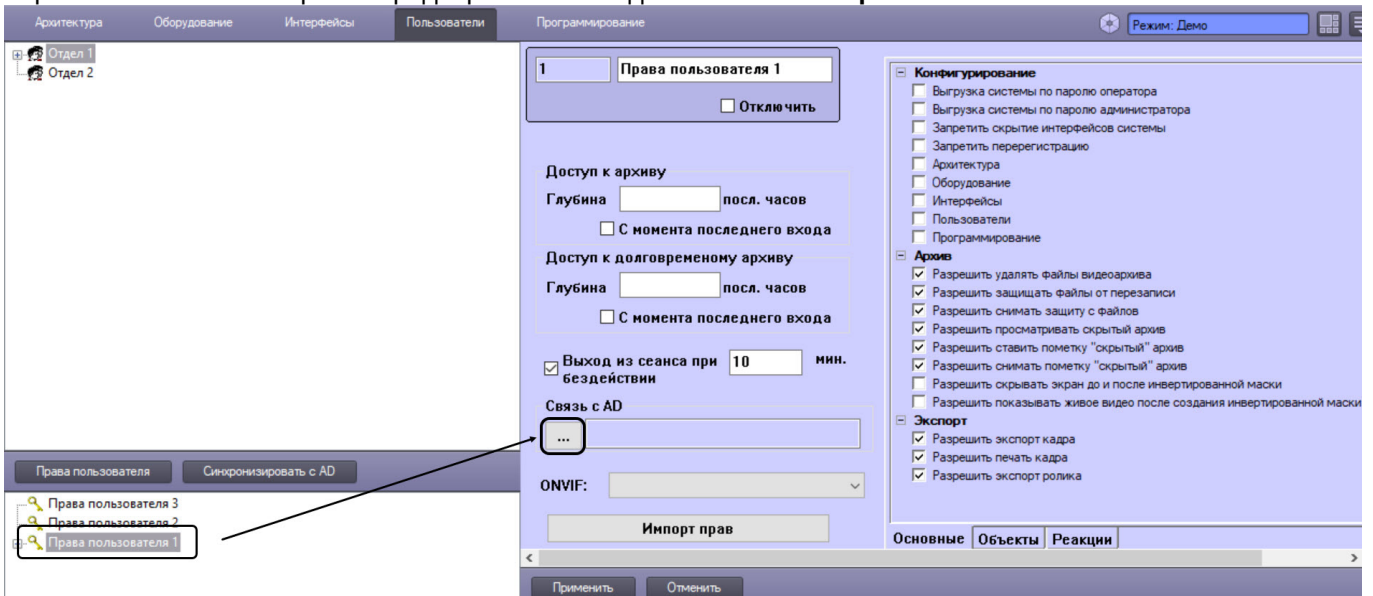 Архитектура
Оборудование
Интерфейсы
Пользователи
Программирование
Режим: Демо
Отдел 1
Отдел 2
1
Права пользователя 1
Отключить
Доступ к архиву
Глубина
посл. часов
С момента последнего входа
Доступ к долговременому архиву
Глубина
посл. часов
С момента последнего входа
Выход из сеанса при 10 мин.
бездействии
Связь с AD
...
ONVIF:
Импорт прав
Конфигурирование
Выгрузка системы по паролю оператора
Выгрузка системы по паролю администратора
Запретить скрытие интерфейсов системы
Запретить перерегистрацию
Архитектура
Оборудование
Интерфейсы
Пользователи
Программирование
Архив
Разрешить удалять файлы видеоархива
Разрешить защищать файлы от перезаписи
Разрешить снимать защиту с файлов
Разрешить просматривать скрытый архив
Разрешить ставить пометку "скрытый" архив
Разрешить снимать пометку "скрытый" архив
Разрешить скрывать экран до и после инвертированной маски
Разрешить показывать живое видео после создания инвертированной маски
Экспорт
Разрешить экспорт кадра
Разрешить печать кадра
Разрешить экспорт ролика
Основные Объекты Реакции
Права пользователя
Синхронизировать с AD
Права пользователя 3
Права пользователя 2
Права пользователя 1
Применить
Отменить